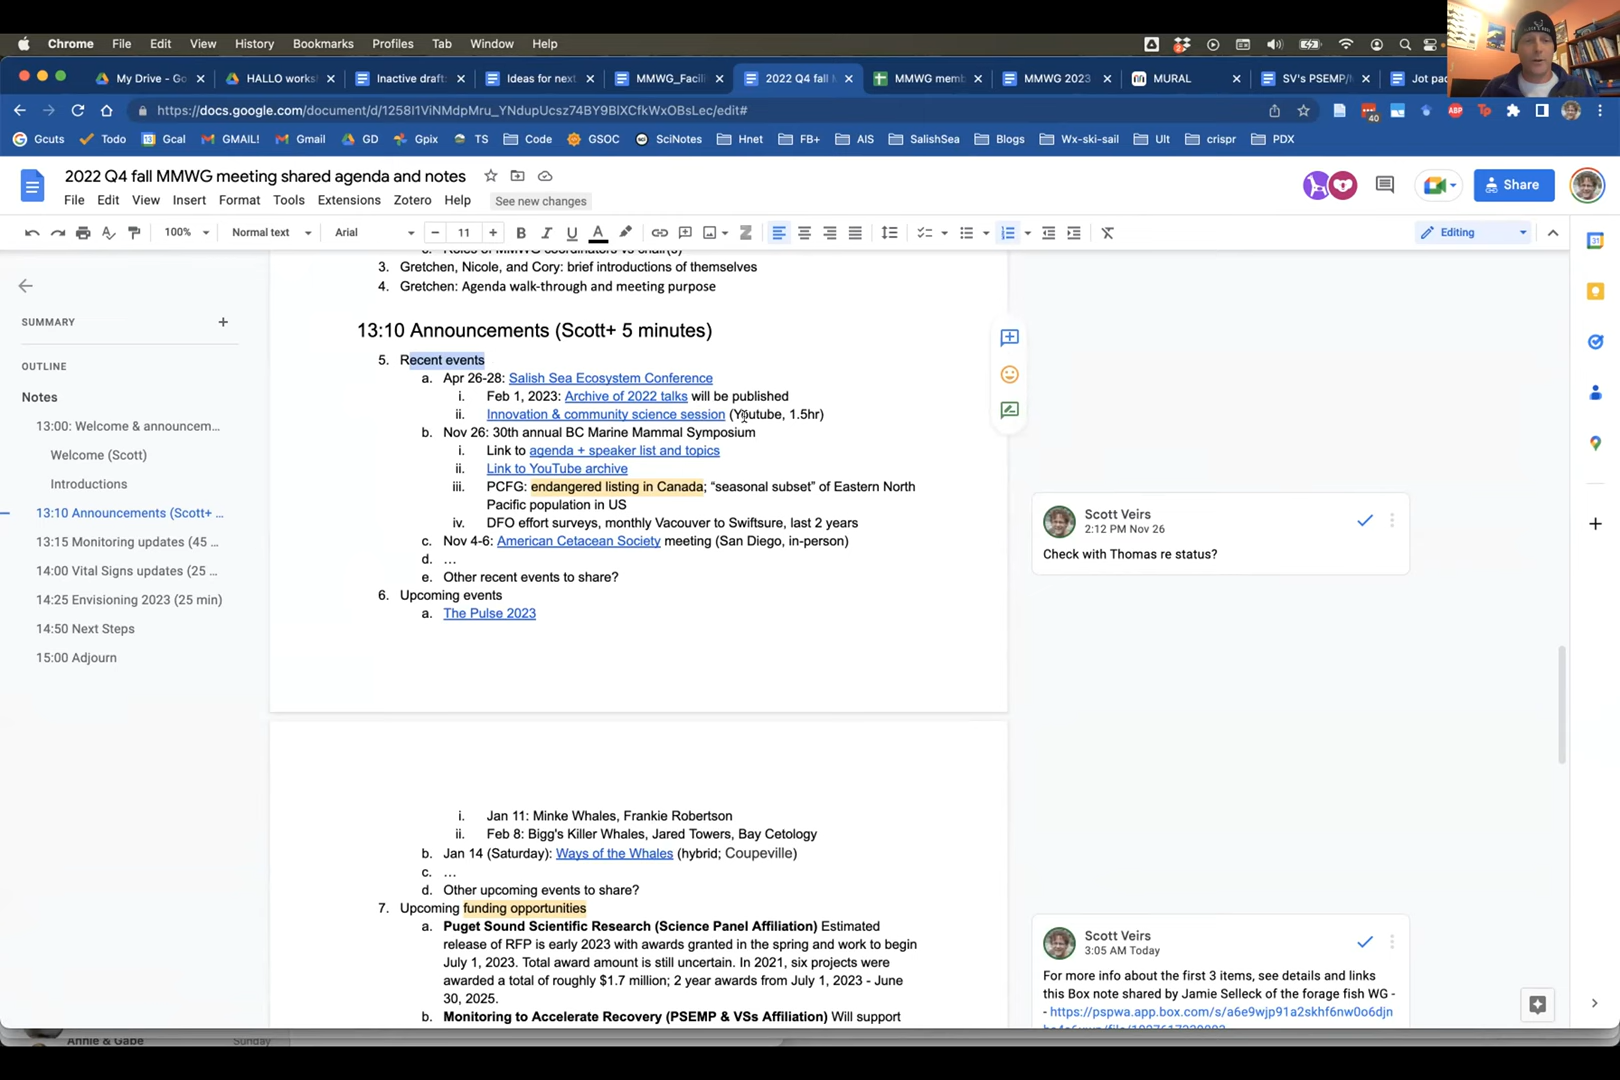 Chrome File Edit View History Bookmarks Profiles Tab Window Help
My Drive - Go
HALLO works
Inactive draft
Ideas for next
MMWG_Facili
2022 Q4 fall
MMWG mem
MMWG 2023
MURAL
SV's PSEMP/
Jot pac
https://docs.google.com/document/d/1258I1ViNMdpMru_YNdupUcsz74BY9BlXCfkWxOBsLec/edit#
ABP
40
Gcuts Todo Gcal GMAIL! Gmail GD Gpix TS Code GSOC SciNotes Hnet FB+ AIS SalishSea Blogs Wx-ski-sail Ult crispr PDX
2022 Q4 fall MMWG meeting shared agenda and notes
File Edit View Insert Format Tools Extensions Zotero Help See new changes
Share
100% Normal text Arial 11
Editing
SUMMARY
OUTLINE
Notes
13:00: Welcome & announcem...
Welcome (Scott)
Introductions
13:10 Announcements (Scott+ ...
13:15 Monitoring updates (45 ...
14:00 Vital Signs updates (25 ...
14:25 Envisioning 2023 (25 min)
14:50 Next Steps
15:00 Adjourn
3. Gretchen, Nicole, and Cory: brief introductions of themselves
4. Gretchen: Agenda walk-through and meeting purpose
13:10 Announcements (Scott+ 5 minutes)
5. Recent events
a. Apr 26-28: Salish Sea Ecosystem Conference
i. Feb 1, 2023: Archive of 2022 talks will be published
ii. Innovation & community science session (Youtube, 1.5hr)
b. Nov 26: 30th annual BC Marine Mammal Symposium
i. Link to agenda + speaker list and topics
ii. Link to YouTube archive
iii. PCFG: endangered listing in Canada; “seasonal subset” of Eastern North
Pacific population in US
iv. DFO effort surveys, monthly Vacouver to Swiftsure, last 2 years
c. Nov 4-6: American Cetacean Society meeting (San Diego, in-person)
d. …
e. Other recent events to share?
6. Upcoming events
a. The Pulse 2023
i. Jan 11: Minke Whales, Frankie Robertson
ii. Feb 8: Bigg's Killer Whales, Jared Towers, Bay Cetology
b. Jan 14 (Saturday): Ways of the Whales (hybrid; Coupeville)
c. …
d. Other upcoming events to share?
7. Upcoming funding opportunities
a. Puget Sound Scientific Research (Science Panel Affiliation) Estimated
release of RFP is early 2023 with awards granted in the spring and work to begin
July 1, 2023. Total award amount is still uncertain. In 2021, six projects were
awarded a total of roughly $1.7 million; 2 year awards from July 1, 2023 - June
30, 2025.
b. Monitoring to Accelerate Recovery (PSEMP & VSs Affiliation) Will support
Scott Veirs
2:12 PM Nov 26
Check with Thomas re status?
Scott Veirs
3:05 AM Today
For more info about the first 3 items, see details and links
this Box note shared by Jamie Selleck of the forage fish WG -
- https://pspwa.app.box.com/s/a6e9wjp91a2skhf6nw0o6djn
Annie & Gabe Sunday